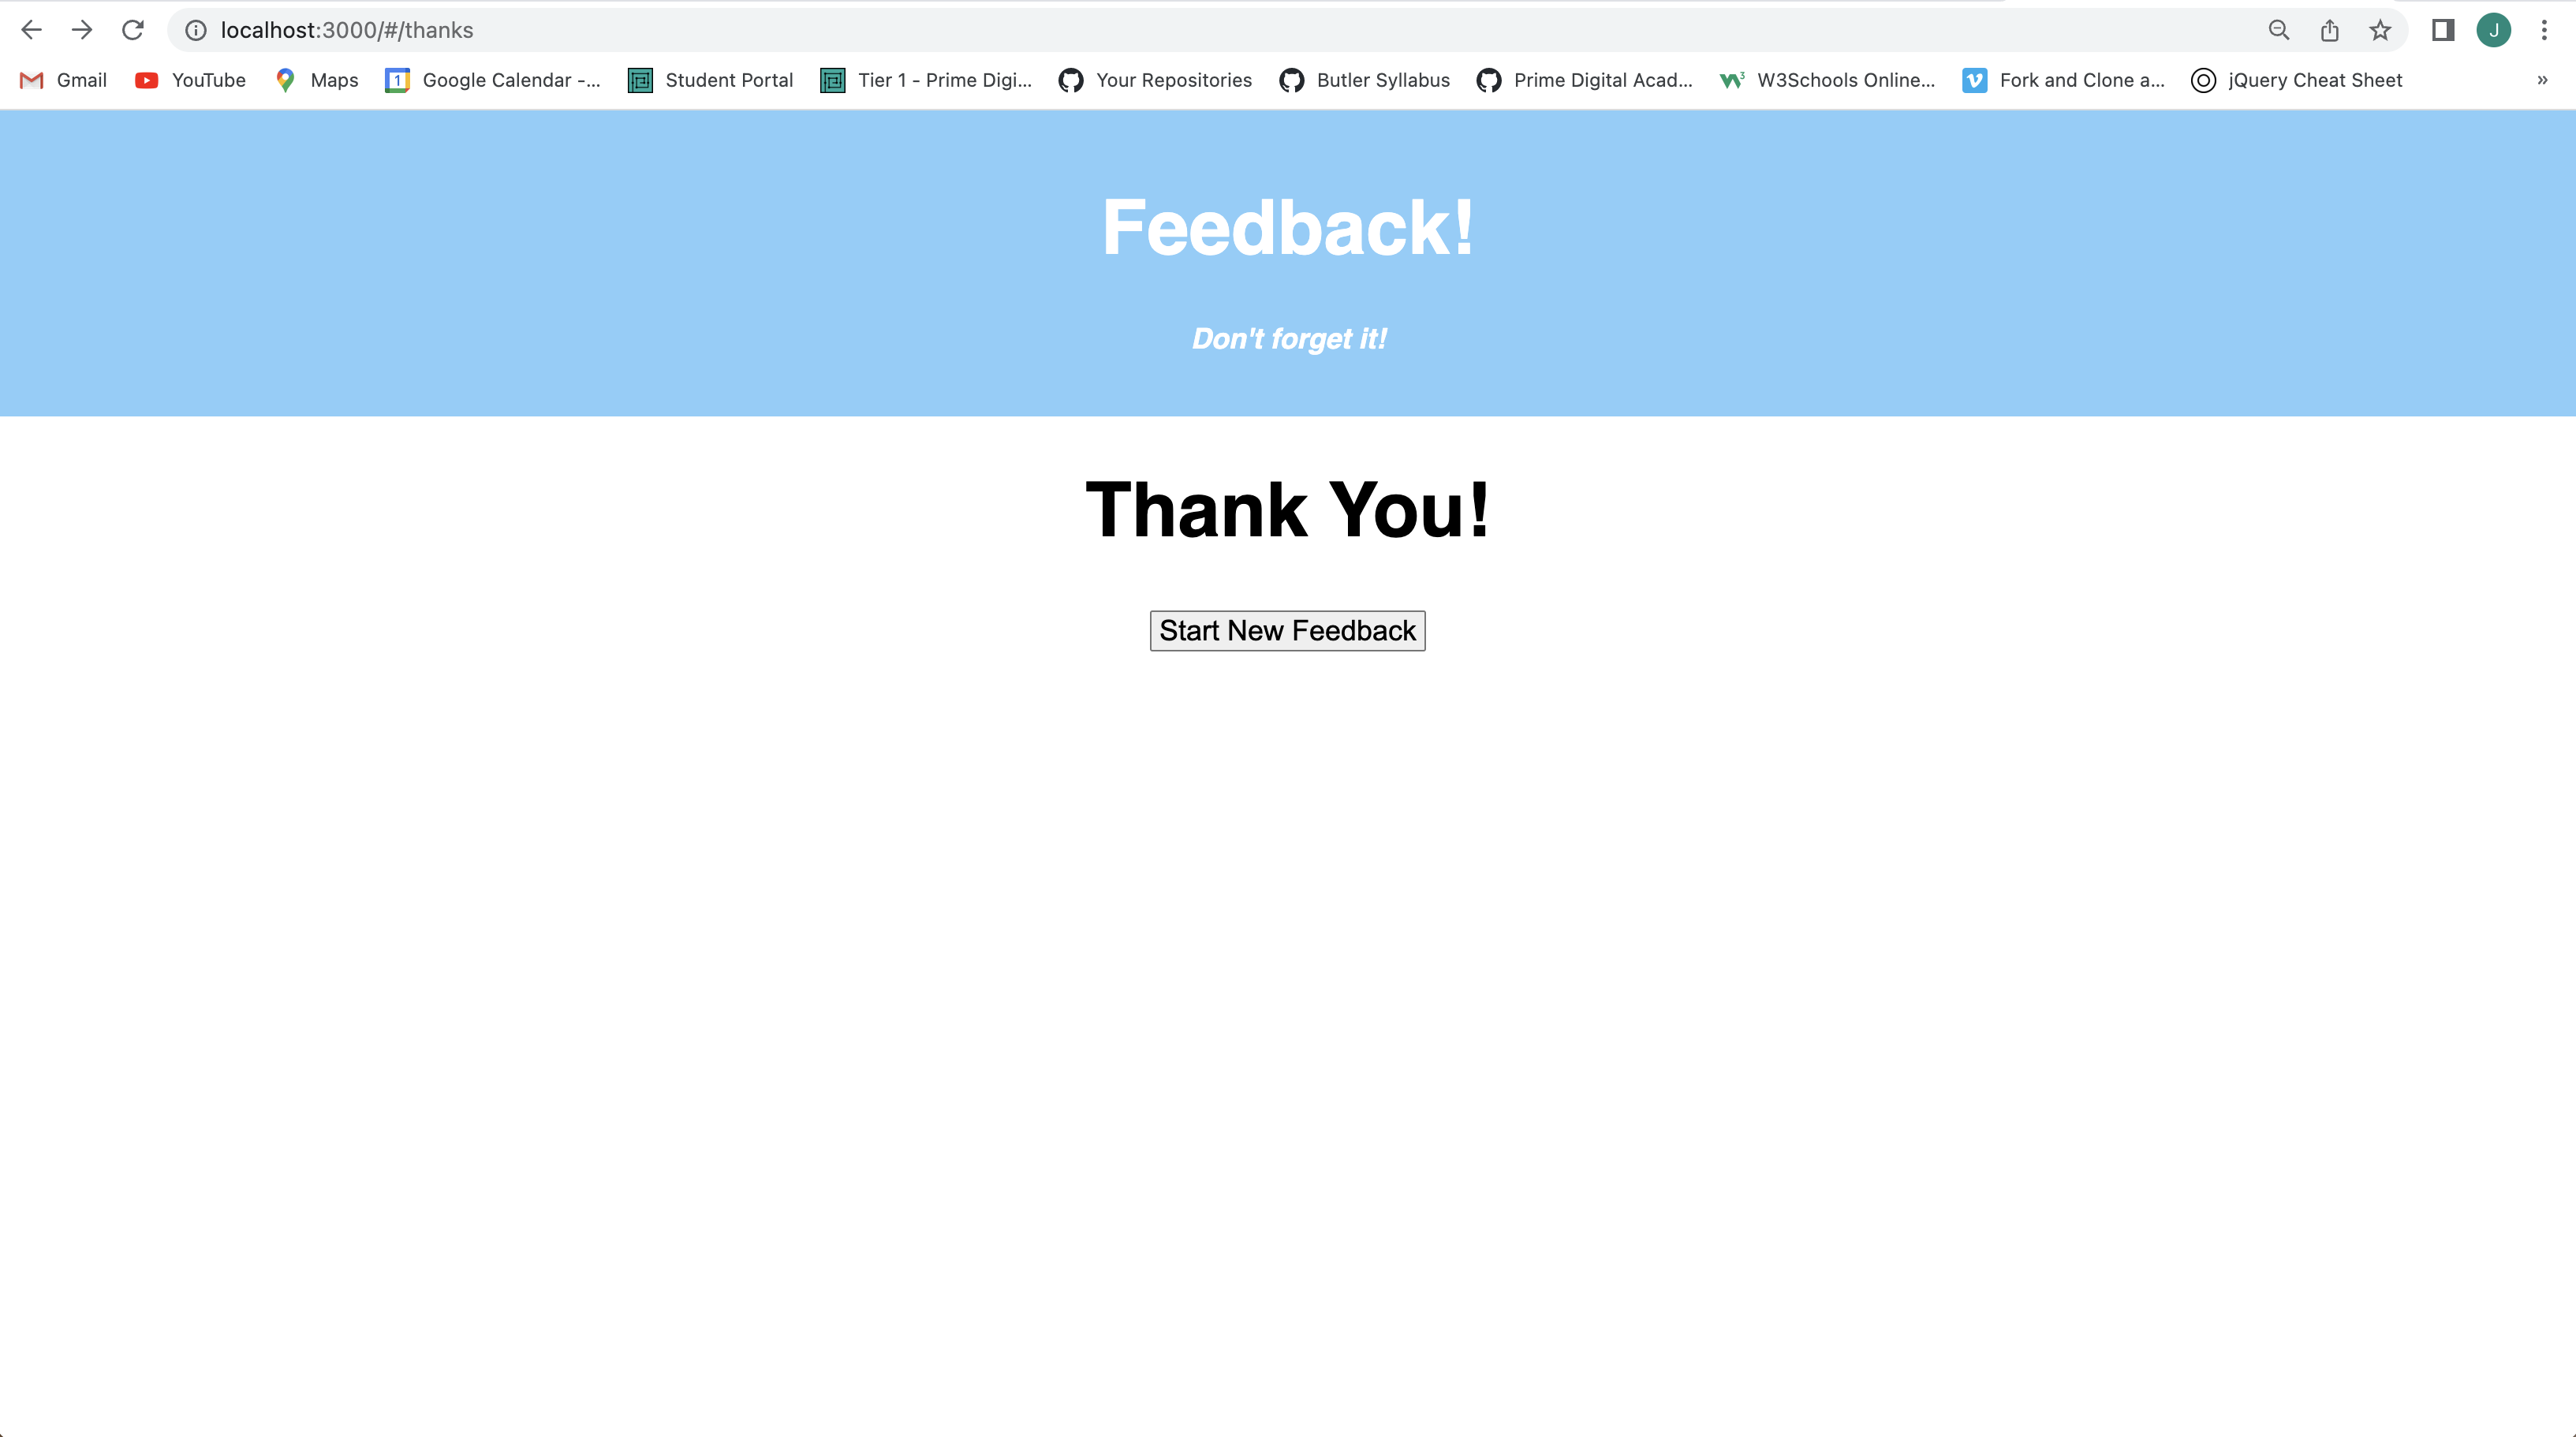 localhost:3000/#/thanks
J
Gmail YouTube Maps 1 Google Calendar -... Student Portal Tier 1 - Prime Digi... Your Repositories Butler Syllabus Prime Digital Acad... W3Schools Online... Fork and Clone a... jQuery Cheat Sheet »
Feedback!
Don't forget it!
Thank You!
Start New Feedback